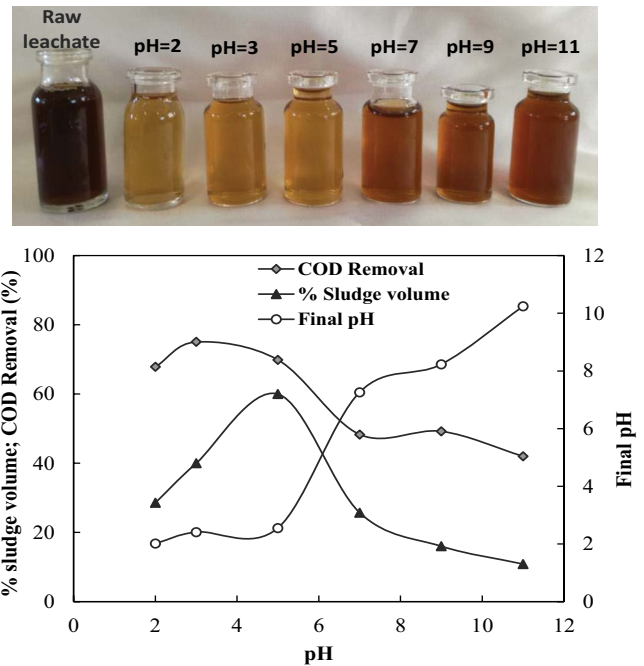 Raw
leachate
pH=2
pH=3
pH=5
pH=7
pH=9
pH=11
% sludge volume; COD Removal (%)
100
80
60
40
20
0
COD Removal
% Sludge volume
Final pH
12
10
8
6
4
2
0
Final pH
0
2
4
6
8
10
12
pH